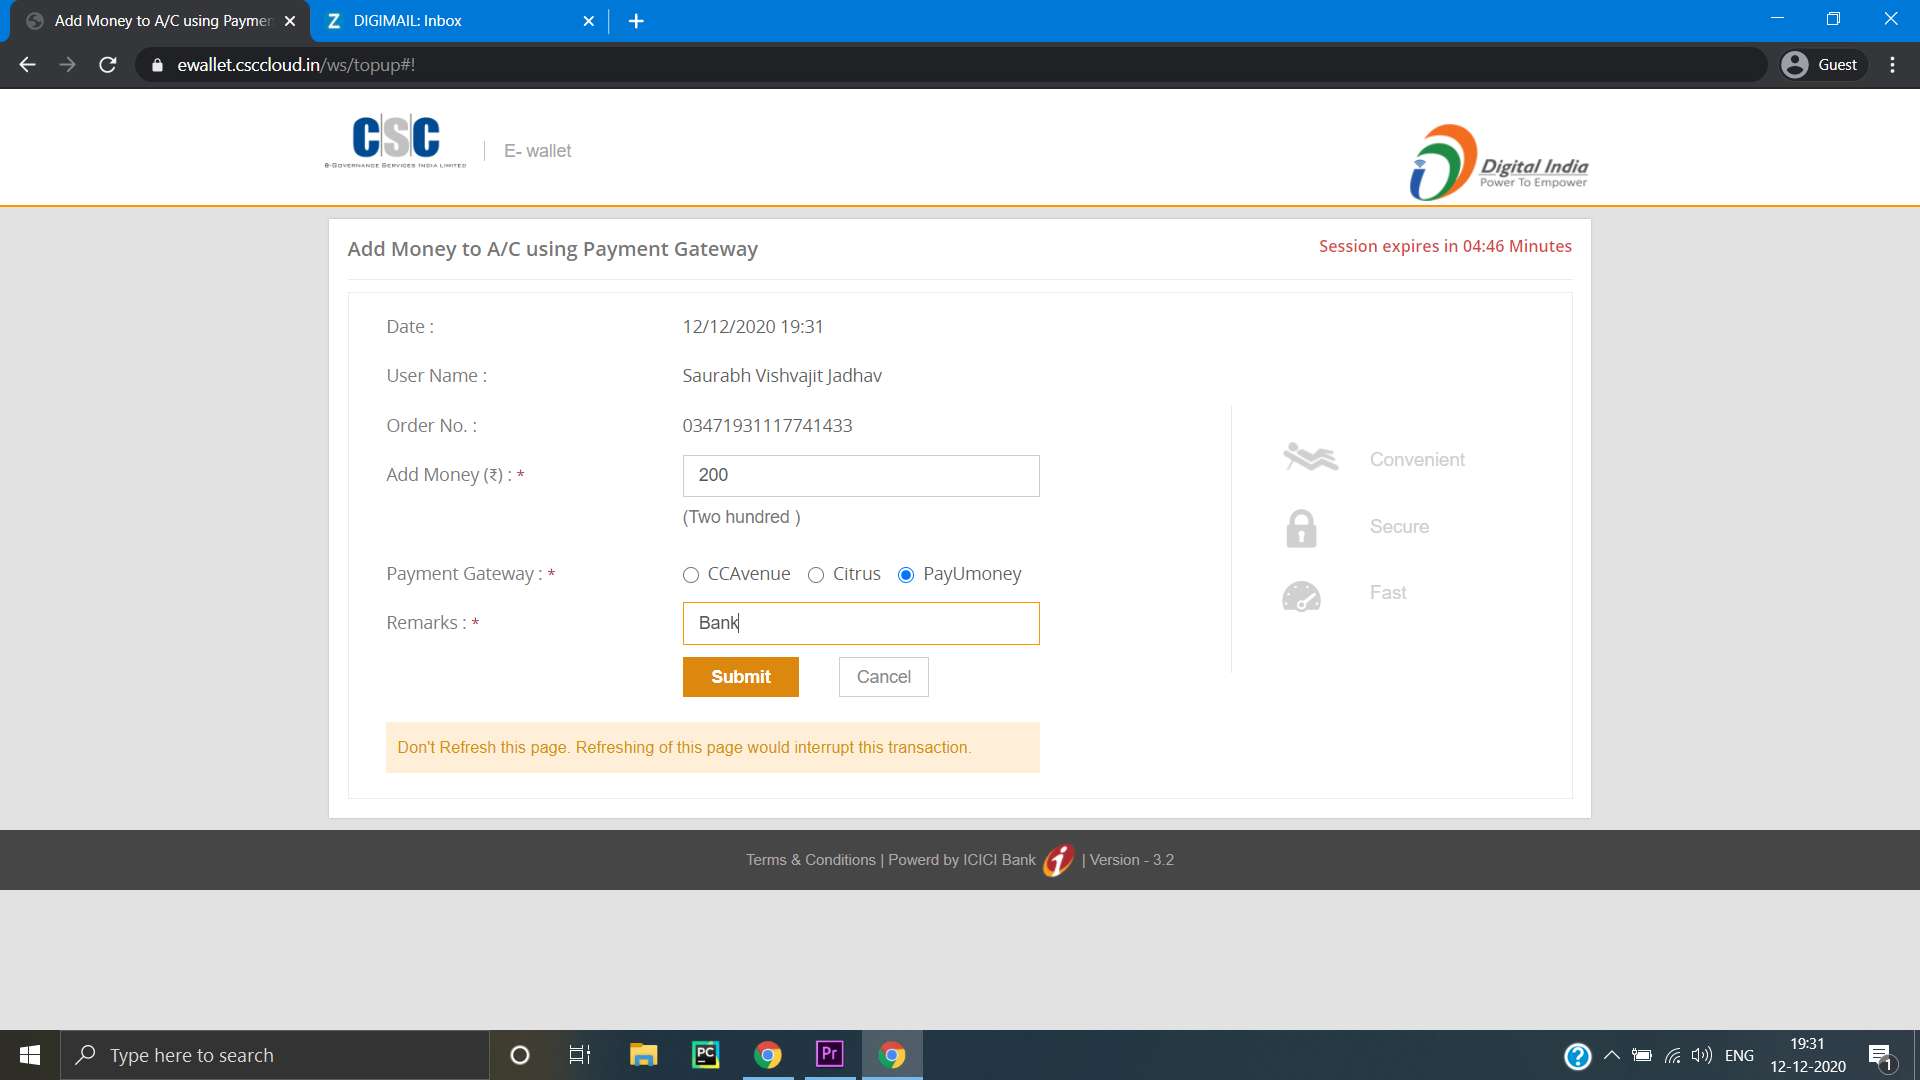 Add Money to A/C using Paymen
DIGIMAIL: Inbox
ewallet.csccloud.in/ws/topup#!
Guest
CSC
E-GOVERNANCE SERVICES INDIA LIMITED
E- wallet
Digital India
Power To Empower
Add Money to A/C using Payment Gateway
Session expires in 04:46 Minutes
Date :
12/12/2020 19:31
User Name :
Saurabh Vishvajit Jadhav
Order No. :
03471931117741433
Add Money (₹) : *
200
(Two hundred )
Payment Gateway : *
CCAvenue
Citrus
PayUmoney
Remarks : *
Bank
Submit
Cancel
Don't Refresh this page. Refreshing of this page would interrupt this transaction.
Convenient
Secure
Fast
Terms & Conditions | Powerd by ICICI Bank | Version - 3.2
Type here to search
PC
Pr
ENG
19:31
12-12-2020
1